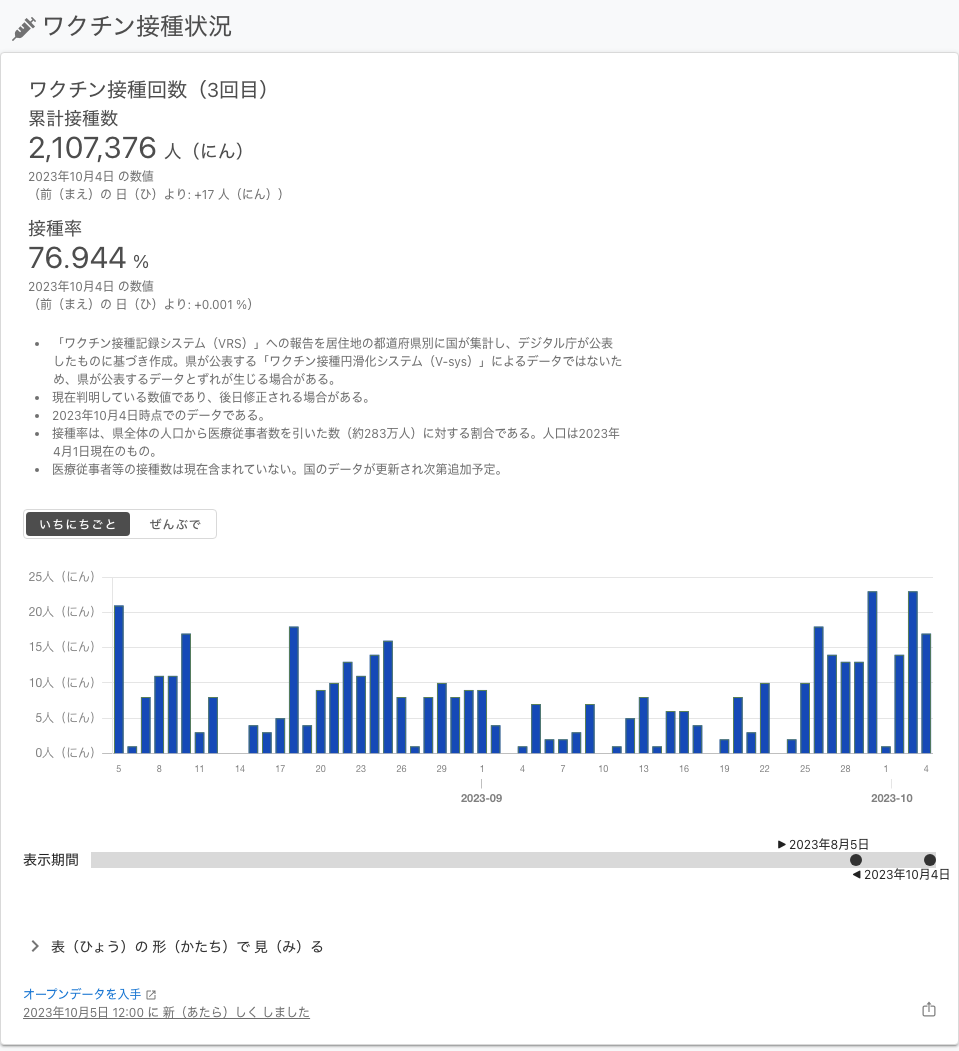 ワクチン接種状況
ワクチン接種回数（3回目）
累計接種数
2,107,376 人（にん）
2023年10月4日 の数値
（前（まえ）の 日（ひ）より: +17 人（にん））
接種率
76.944 %
2023年10月4日 の数値
（前（まえ）の 日（ひ）より: +0.001 %）
• 「ワクチン接種記録システム（VRS）」への報告を居住地の都道府県別に国が集計し、デジタル庁が公表
したものに基づき作成。県が公表する「ワクチン接種円滑化システム（V-sys）」によるデータではないた
め、県が公表するデータとずれが生じる場合がある。
• 現在判明している数値であり、後日修正される場合がある。
• 2023年10月4日時点でのデータである。
• 接種率は、県全体の人口から医療従事者数を引いた数（約283万人）に対する割合である。人口は2023年
4月1日現在のもの。
• 医療従事者等の接種数は現在含まれていない。国のデータが更新され次第追加予定。
いちにちごと ぜんぶで
25人（にん）
20人（にん）
15人（にん）
10人（にん）
5人（にん）
0人（にん）
5 8 11 14 17 20 23 26 29 1 4 7 10 13 16 19 22 25 28 1 4
2023-09 2023-10
▶ 2023年8月5日
表示期間
◀ 2023年10月4日
表（ひょう）の 形（かたち）で 見（み）る
オープンデータを入手
2023年10月5日 12:00 に 新（あたら）しく しました